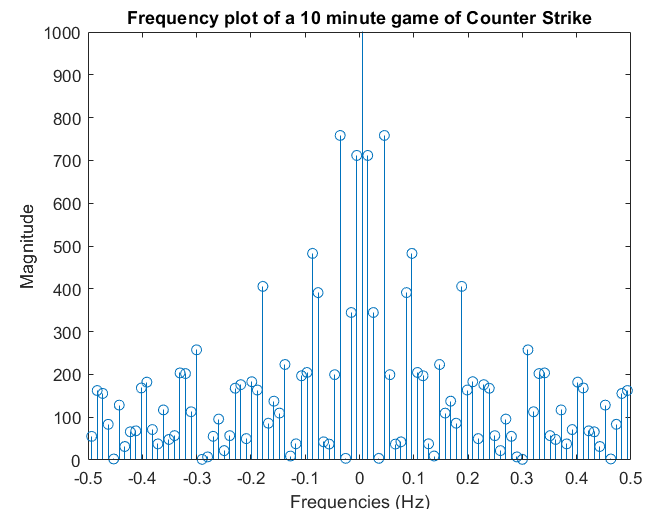 Frequency plot of a 10 minute game of Counter Strike
1000
900
800
700
600
500
400
300
200
100
0
Magnitude
-0.5 -0.4 -0.3 -0.2 -0.1 0 0.1 0.2 0.3 0.4 0.5
Frequencies (Hz)